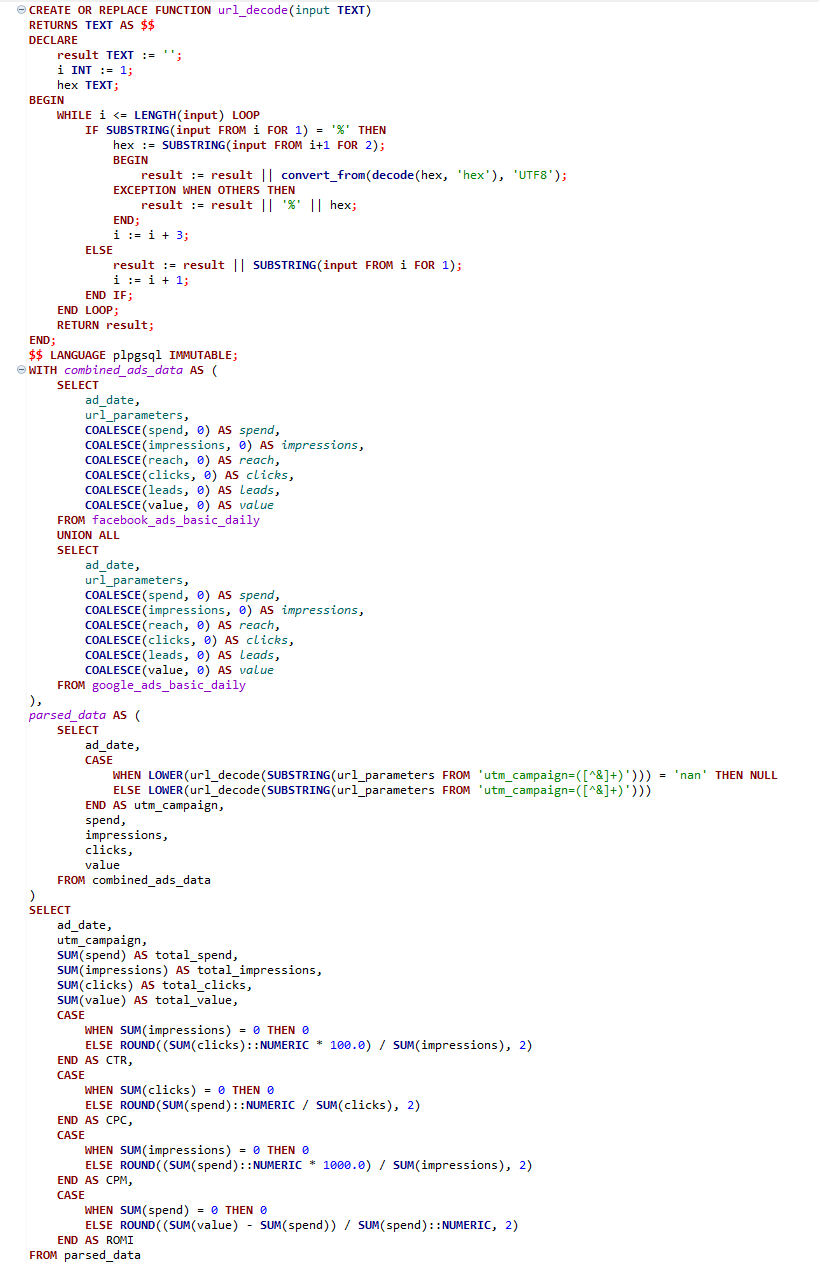 CREATE OR REPLACE FUNCTION url_decode(input TEXT)
RETURNS TEXT AS $$
DECLARE
    result TEXT := '';
    i INT := 1;
    hex TEXT;
BEGIN
    WHILE i <= LENGTH(input) LOOP
        IF SUBSTRING(input FROM i FOR 1) = '%' THEN
            hex := SUBSTRING(input FROM i+1 FOR 2);
            BEGIN
                result := result || convert_from(decode(hex, 'hex'), 'UTF8');
            EXCEPTION WHEN OTHERS THEN
                result := result || '%' || hex;
            END;
            i := i + 3;
        ELSE
            result := result || SUBSTRING(input FROM i FOR 1);
            i := i + 1;
        END IF;
    END LOOP;
    RETURN result;
END;
$$ LANGUAGE plpgsql IMMUTABLE;
WITH combined_ads_data AS (
    SELECT
        ad_date,
        url_parameters,
        COALESCE(spend, 0) AS spend,
        COALESCE(impressions, 0) AS impressions,
        COALESCE(reach, 0) AS reach,
        COALESCE(clicks, 0) AS clicks,
        COALESCE(leads, 0) AS leads,
        COALESCE(value, 0) AS value
    FROM facebook_ads_basic_daily
    UNION ALL
    SELECT
        ad_date,
        url_parameters,
        COALESCE(spend, 0) AS spend,
        COALESCE(impressions, 0) AS impressions,
        COALESCE(reach, 0) AS reach,
        COALESCE(clicks, 0) AS clicks,
        COALESCE(leads, 0) AS leads,
        COALESCE(value, 0) AS value
    FROM google_ads_basic_daily
),
parsed_data AS (
    SELECT
        ad_date,
        CASE
            WHEN LOWER(url_decode(SUBSTRING(url_parameters FROM 'utm_campaign=([^&]+)'))) = 'nan' THEN NULL
            ELSE LOWER(url_decode(SUBSTRING(url_parameters FROM 'utm_campaign=([^&]+)')))
        END AS utm_campaign,
        spend,
        impressions,
        clicks,
        value
    FROM combined_ads_data
)
SELECT
    ad_date,
    utm_campaign,
    SUM(spend) AS total_spend,
    SUM(impressions) AS total_impressions,
    SUM(clicks) AS total_clicks,
    SUM(value) AS total_value,
    CASE
        WHEN SUM(impressions) = 0 THEN 0
        ELSE ROUND((SUM(clicks)::NUMERIC * 100.0) / SUM(impressions), 2)
    END AS CTR,
    CASE
        WHEN SUM(clicks) = 0 THEN 0
        ELSE ROUND(SUM(spend)::NUMERIC / SUM(clicks), 2)
    END AS CPC,
    CASE
        WHEN SUM(impressions) = 0 THEN 0
        ELSE ROUND((SUM(spend)::NUMERIC * 1000.0) / SUM(impressions), 2)
    END AS CPM,
    CASE
        WHEN SUM(spend) = 0 THEN 0
        ELSE ROUND((SUM(value) - SUM(spend)) / SUM(spend)::NUMERIC, 2)
    END AS ROMI
FROM parsed_data